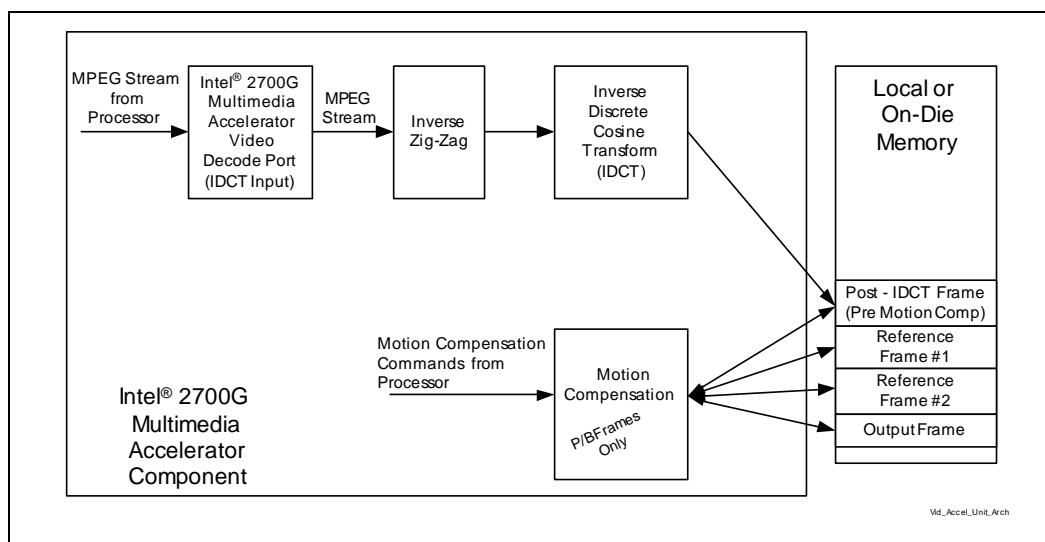 MPEG Stream
from
Processor
Intel® 2700G
Multimedia
Accelerator
Video
Decode Port
(IDCT Input)
MPEG
Stream
Inverse
Zig-Zag
Inverse
Discrete
Cosine
Transform
(IDCT)
Local or
On-Die
Memory
Post - IDCT Frame
(Pre Motion Comp)
Reference
Frame #1
Reference
Frame #2
Output Frame
Motion Compensation
Commands from
Processor
Motion
Compensation
P/BFrames
Only
Intel® 2700G
Multimedia
Accelerator
Component
Vid_Accel_Unit_Arch